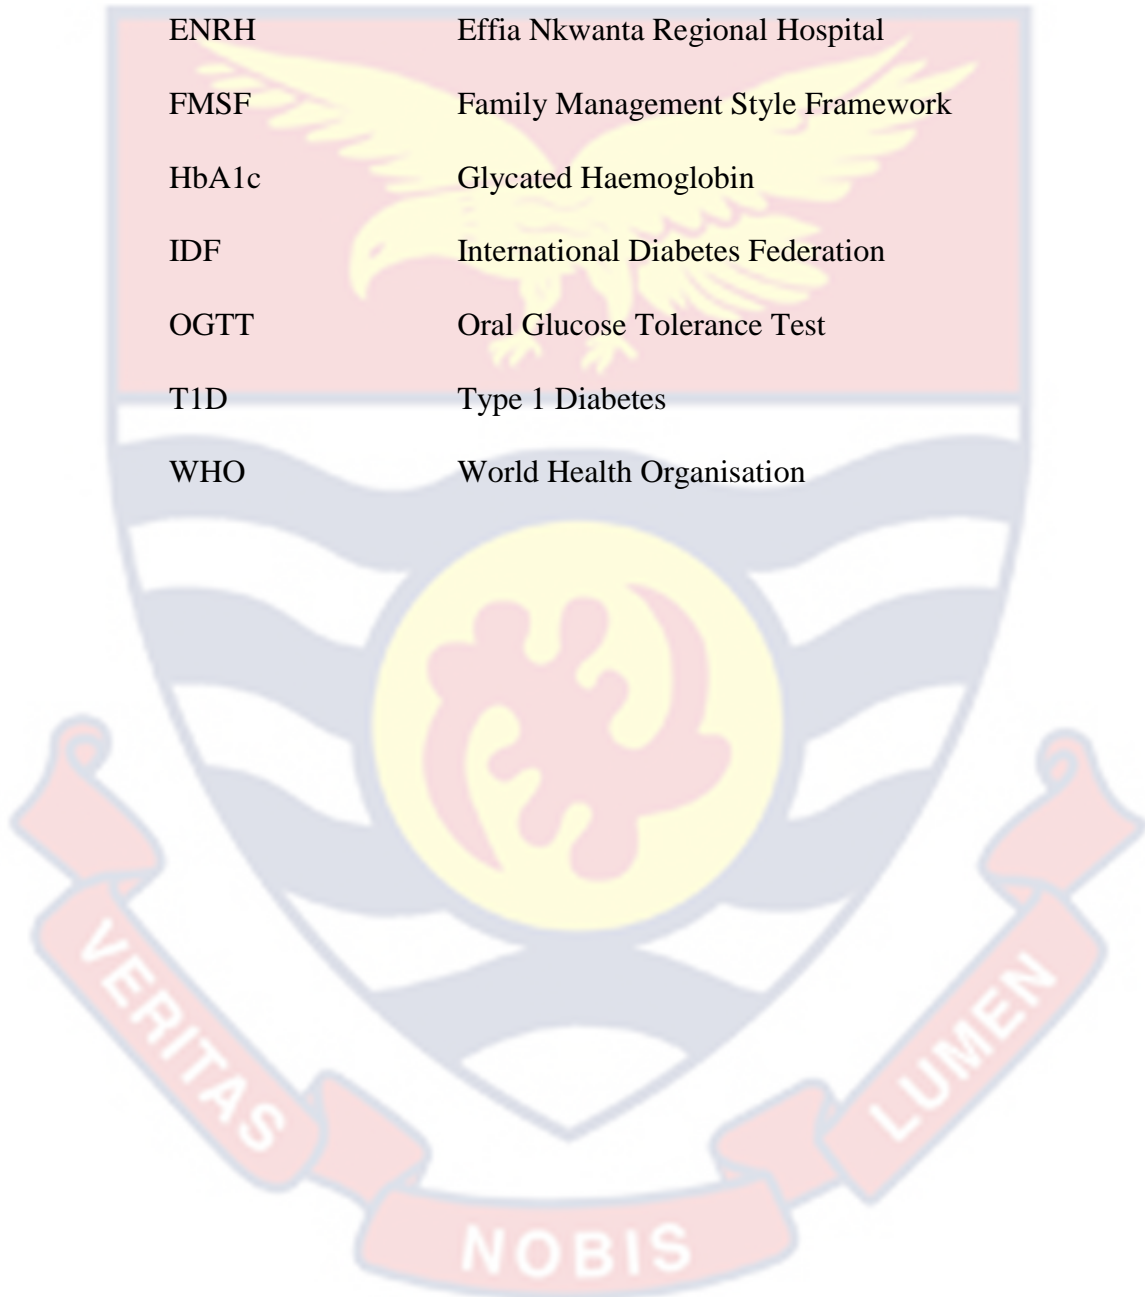 ENRH Effia Nkwanta Regional Hospital
FMSF Family Management Style Framework
HbA1c Glycated Haemoglobin
IDF International Diabetes Federation
OGTT Oral Glucose Tolerance Test
T1D Type 1 Diabetes
WHO World Health Organisation
VERITAS
NOBIS
LUMEN